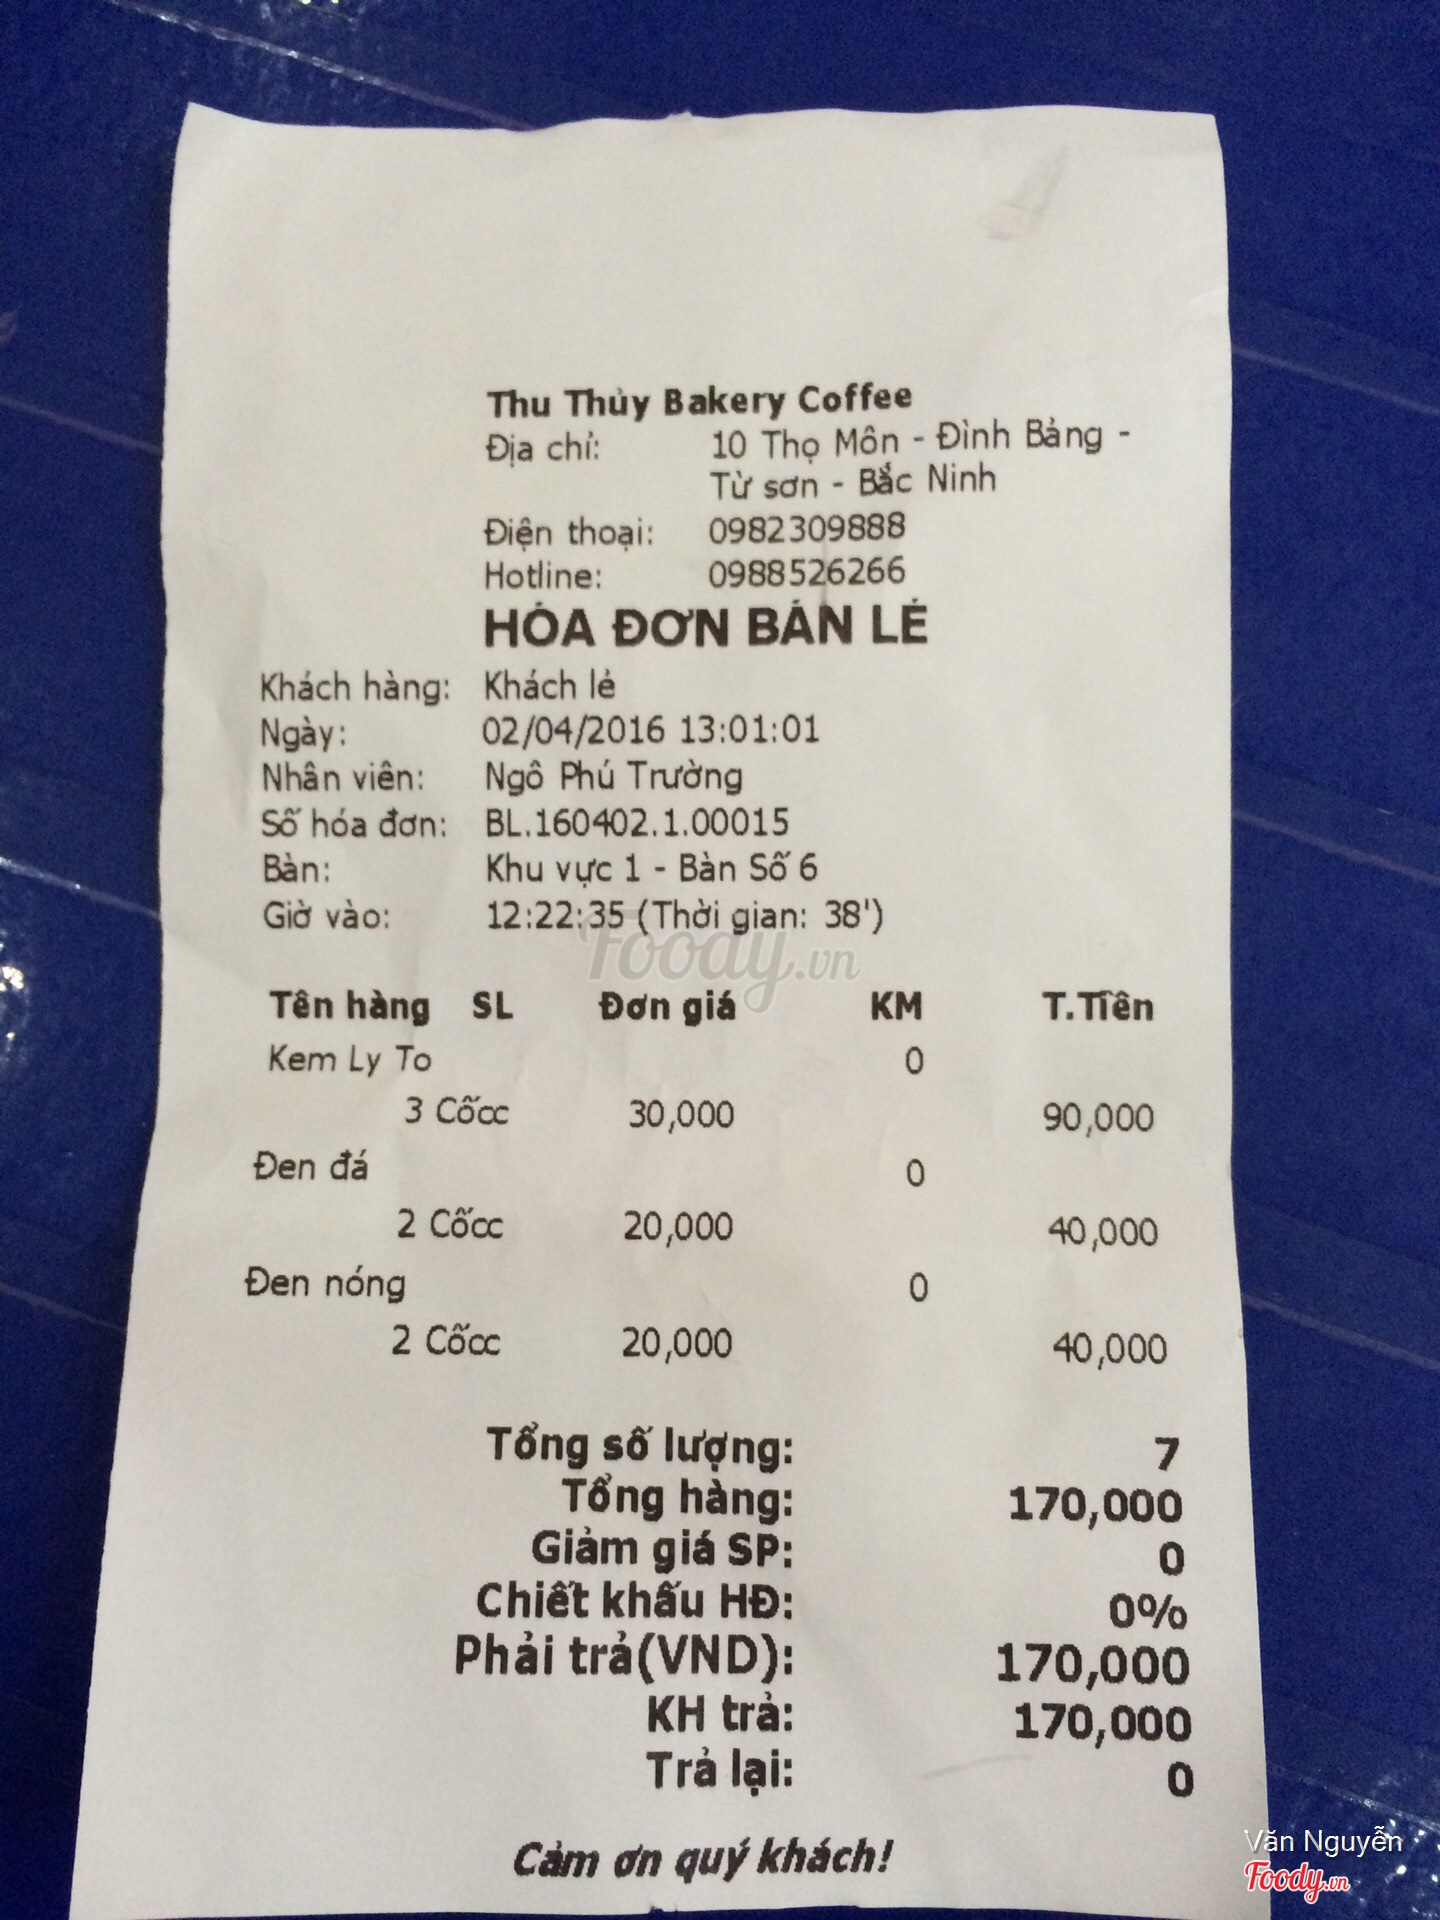 Thu Thủy Bakery Coffee
Địa chỉ: 10 Thọ Môn - Đình Bảng -
Từ sơn - Bắc Ninh
Điện thoại: 0982309888
Hotline: 0988526266
HÓA ĐƠN BÁN LẺ
Khách hàng: Khách lẻ
Ngày: 02/04/2016 13:01:01
Nhân viên: Ngô Phú Trường
Số hóa đơn: BL.160402.1.00015
Bàn: Khu vực 1 - Bàn Số 6
Giờ vào: 12:22:35 (Thời gian: 38')
Foody.vn
Tên hàng SL Đơn giá KM T.Tiền
Kem Ly To 0
3 Cốcc 30,000 90,000
Đen đá 0
2 Cốcc 20,000 40,000
Đen nóng 0
2 Cốcc 20,000 40,000
Tổng số lượng: 7
Tổng hàng: 170,000
Giảm giá SP: 0
Chiết khấu HĐ: 0%
Phải trả(VND): 170,000
KH trả: 170,000
Trả lại: 0
Cảm ơn quý khách!
Văn Nguyễn
Foody.vn